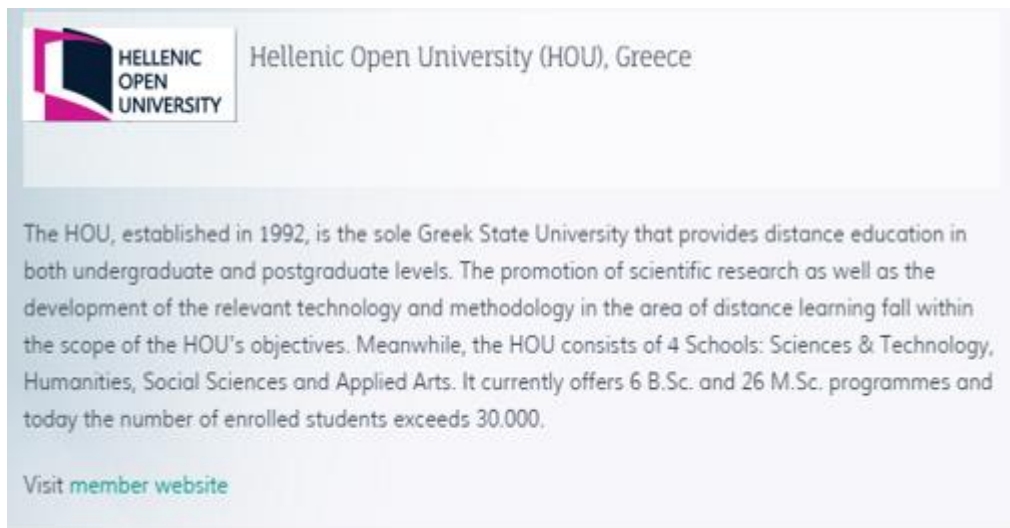 HELLENIC
OPEN
UNIVERSITY
Hellenic Open University (HOU), Greece
The HOU, established in 1992, is the sole Greek State University that provides distance education in
both undergraduate and postgraduate levels. The promotion of scientific research as well as the
development of the relevant technology and methodology in the area of distance learning fall within
the scope of the HOU's objectives. Meanwhile, the HOU consists of 4 Schools: Sciences & Technology,
Humanities, Social Sciences and Applied Arts. It currently offers 6 B.Sc. and 26 M.Sc. programmes and
today the number of enrolled students exceeds 30.000.
Visit member website